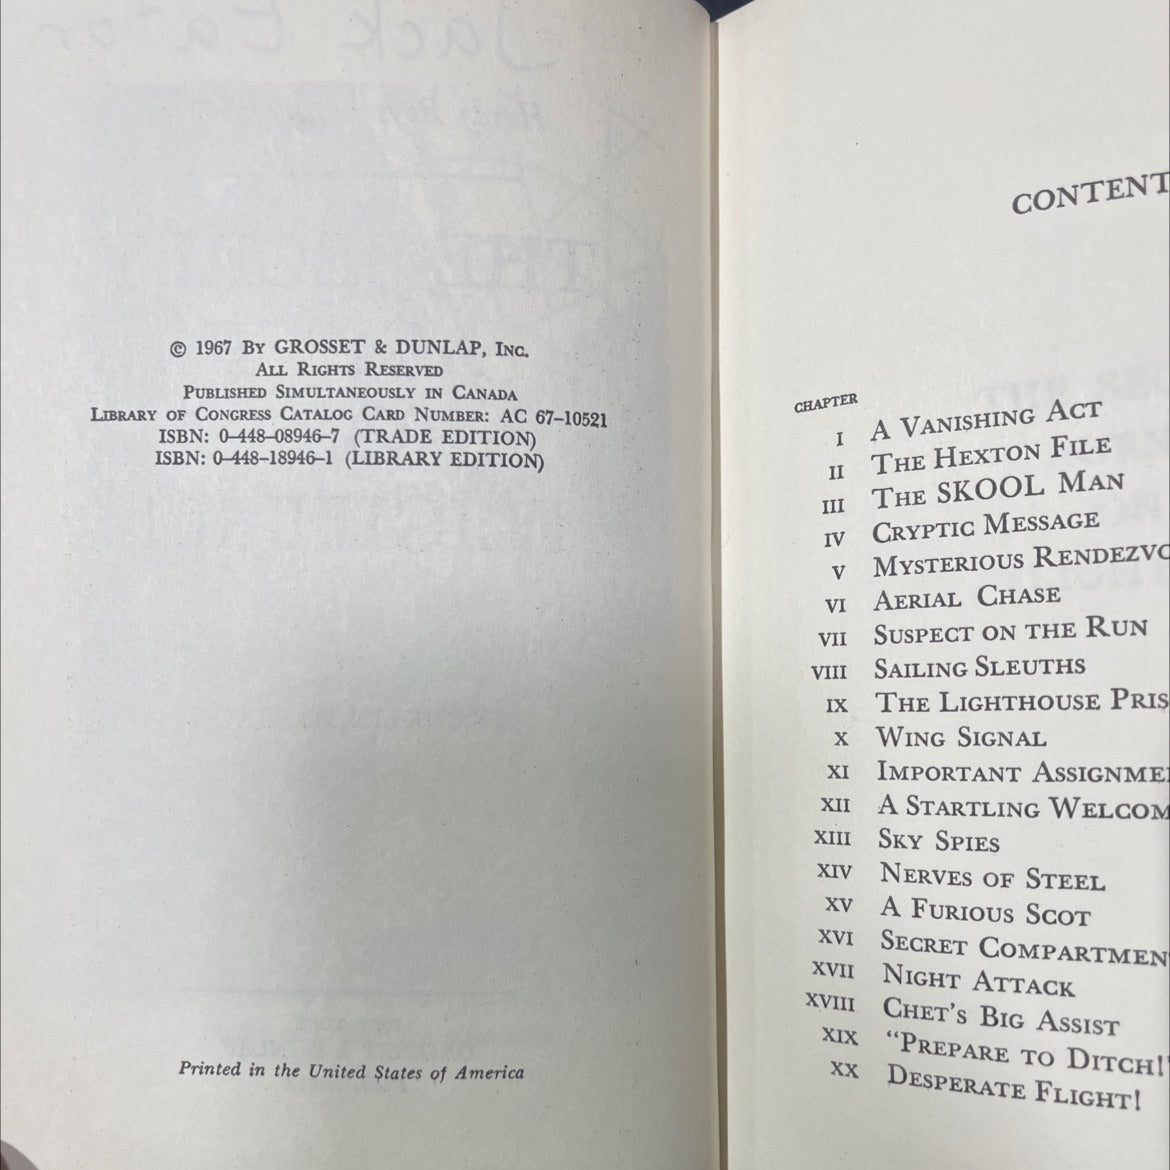 © 1967 BY GROSSET & DUNLAP, INC.
ALL RIGHTS RESERVED
PUBLISHED SIMULTANEOUSLY IN CANADA
LIBRARY OF CONGRESS CATALOG CARD NUMBER: AC 67–10521
ISBN: 0–448–08946–7 (TRADE EDITION)
ISBN: 0–448–18946–1 (LIBRARY EDITION)
Printed in the United States of America
CONTENT
CHAPTER
I A VANISHING ACT
II THE HEXTON FILE
III THE SKOOL MAN
IV CRYPTIC MESSAGE
V MYSTERIOUS RENDEZVO
VI AERIAL CHASE
VII SUSPECT ON THE RUN
VIII SAILING SLEUTHS
IX THE LIGHTHOUSE PRIS
X WING SIGNAL
XI IMPORTANT ASSIGNME
XII A STARTLING WELCOM
XIII SKY SPIES
XIV NERVES OF STEEL
XV A FURIOUS SCOT
XVI SECRET COMPARTMEN
XVII NIGHT ATTACK
XVIII CHET'S BIG ASSIST
XIX "PREPARE TO DITCH!"
XX DESPERATE FLIGHT!